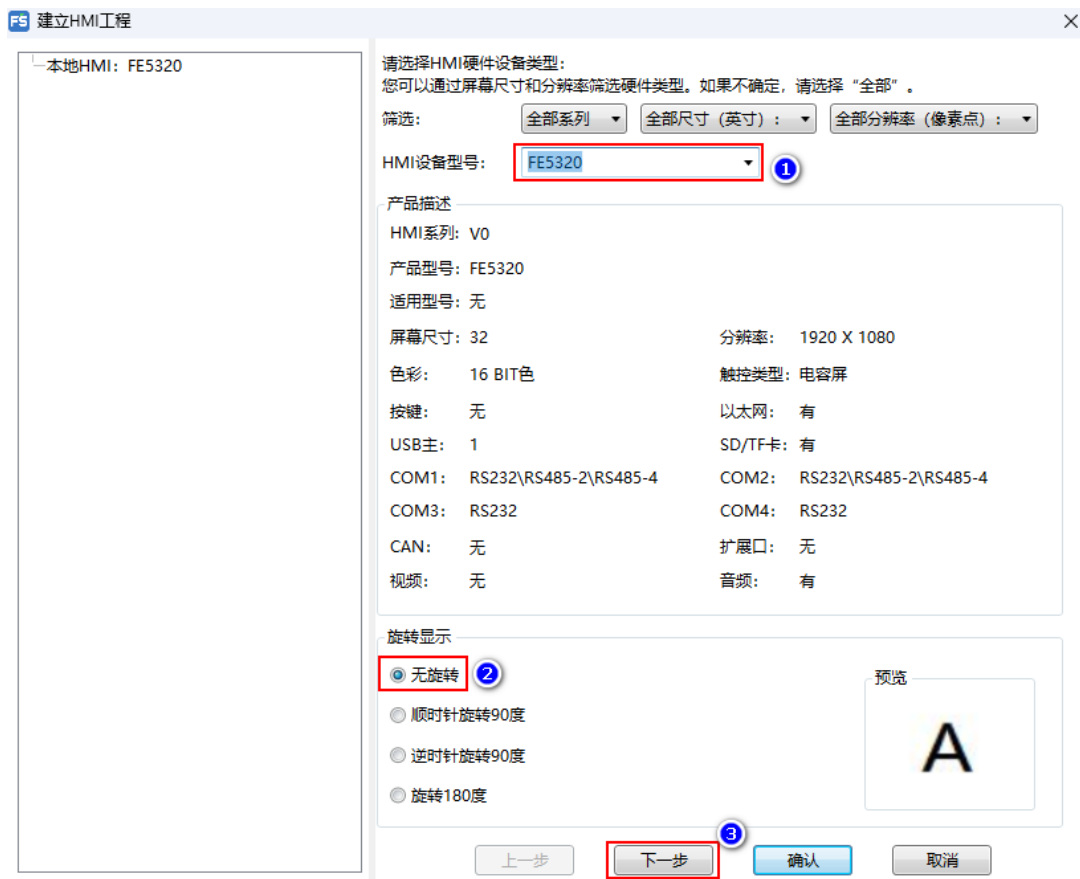 FS 建立HMI工程
本地HMI：FE5320
请选择HMI硬件设备类型：
您可以通过屏幕尺寸和分辨率筛选硬件类型。如果不确定，请选择“全部”。
筛选： 全部系列 全部尺寸（英寸）： 全部分辨率（像素点）：
HMI设备型号： FE5320 1
产品描述
HMI系列: V0
产品型号: FE5320
适用型号: 无
屏幕尺寸: 32 分辨率: 1920 X 1080
色彩: 16 BIT色 触控类型: 电容屏
按键: 无 以太网: 有
USB主: 1 SD/TF卡: 有
COM1: RS232\RS485-2\RS485-4 COM2: RS232\RS485-2\RS485-4
COM3: RS232 COM4: RS232
CAN: 无 扩展口: 无
视频: 无 音频: 有
旋转显示
无旋转 2
顺时针旋转90度
逆时针旋转90度
旋转180度
预览
A
3
上一步 下一步 确认 取消